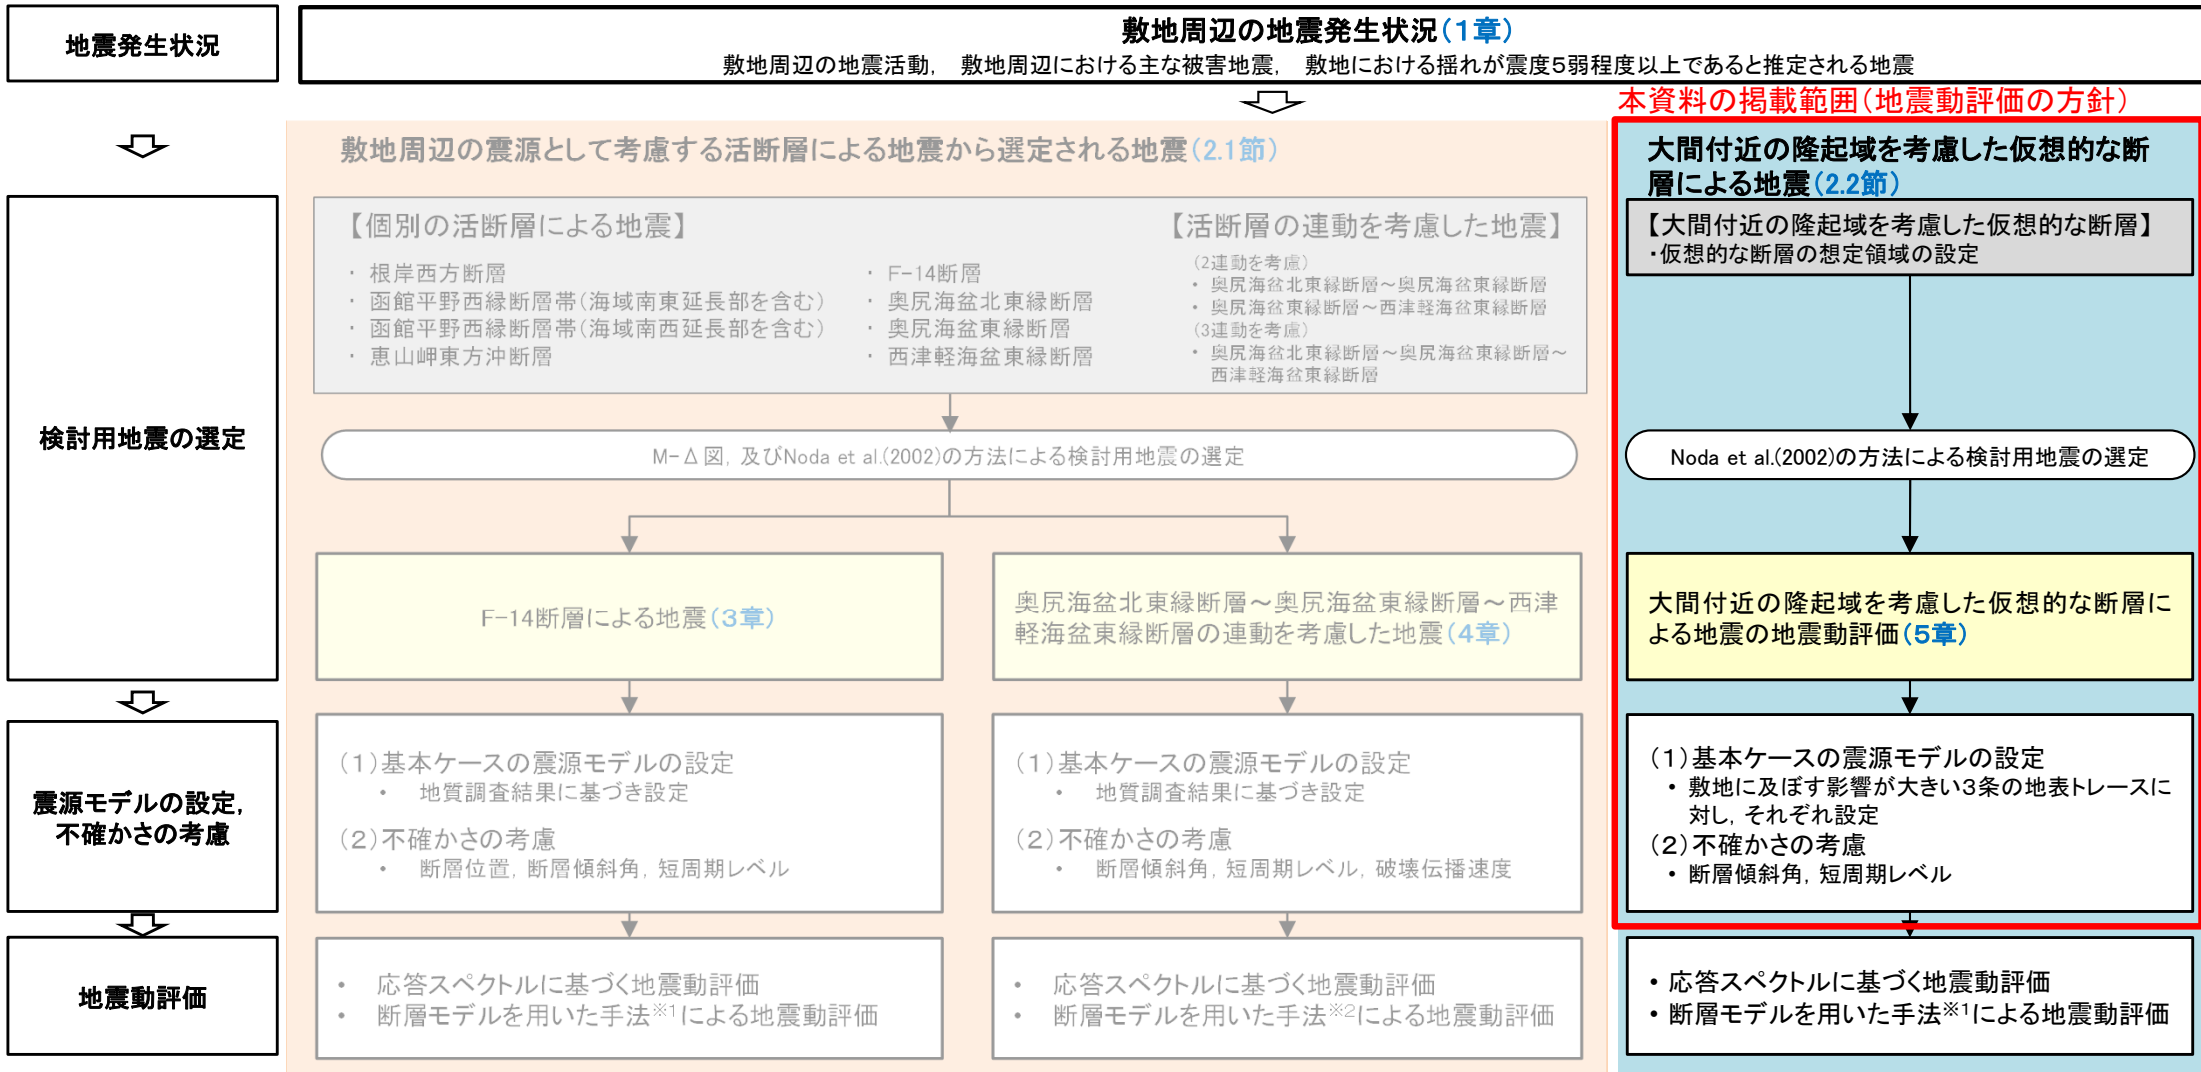 地震発生状況
敷地周辺の地震発生状況(1章)
敷地周辺の地震活動, 敷地周辺における主な被害地震, 敷地における揺れが震度5弱程度以上であると推定される地震
本資料の掲載範囲(地震動評価の方針)
検討用地震の選定
敷地周辺の震源として考慮する活断層による地震から選定される地震(2.1節)
【個別の活断層による地震】
・ 根岸西方断層
・ 函館平野西縁断層帯(海域南東延長部を含む)
・ 函館平野西縁断層帯(海域南西延長部を含む)
・ 恵山岬東方沖断層
・ F-14断層
・ 奥尻海盆北東縁断層
・ 奥尻海盆東縁断層
・ 西津軽海盆東縁断層
【活断層の連動を考慮した地震】
(2連動を考慮)
・ 奥尻海盆北東縁断層～奥尻海盆東縁断層
・ 奥尻海盆東縁断層～西津軽海盆東縁断層
(3連動を考慮)
・ 奥尻海盆北東縁断層～奥尻海盆東縁断層～
西津軽海盆東縁断層
M-Δ図, 及びNoda et al.(2002)の方法による検討用地震の選定
F-14断層による地震(3章)
奥尻海盆北東縁断層～奥尻海盆東縁断層～西津
軽海盆東縁断層の連動を考慮した地震(4章)
大間付近の隆起域を考慮した仮想的な断
層による地震(2.2節)
【大間付近の隆起域を考慮した仮想的な断層】
・仮想的な断層の想定領域の設定
Noda et al.(2002)の方法による検討用地震の選定
大間付近の隆起域を考慮した仮想的な断層に
よる地震の地震動評価(5章)
震源モデルの設定,
不確かさの考慮
(1)基本ケースの震源モデルの設定
・ 地質調査結果に基づき設定
(2)不確かさの考慮
・ 断層位置, 断層傾斜角, 短周期レベル
(1)基本ケースの震源モデルの設定
・ 地質調査結果に基づき設定
(2)不確かさの考慮
・ 断層傾斜角, 短周期レベル, 破壊伝播速度
(1)基本ケースの震源モデルの設定
・ 敷地に及ぼす影響が大きい3条の地表トレースに
対し, それぞれ設定
(2)不確かさの考慮
・ 断層傾斜角, 短周期レベル
地震動評価
・ 応答スペクトルに基づく地震動評価
・ 断層モデルを用いた手法※1による地震動評価
・ 応答スペクトルに基づく地震動評価
・ 断層モデルを用いた手法※2による地震動評価
・ 応答スペクトルに基づく地震動評価
・ 断層モデルを用いた手法※1による地震動評価